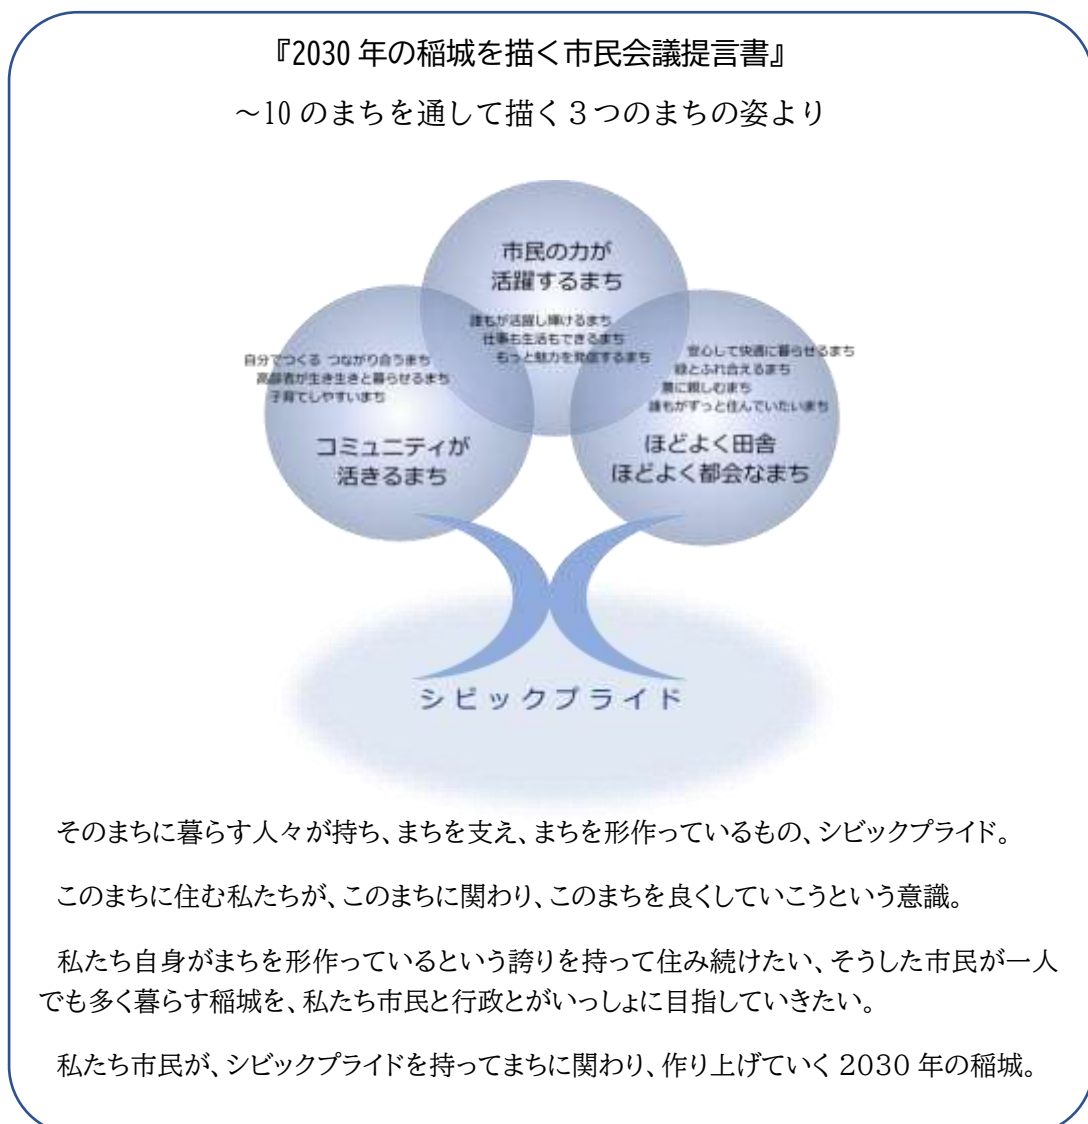 『2030 年の稲城を描く市民会議提言書』
～10 のまちを通して描く３つのまちの姿より
市民の力が
活躍するまち
誰もが活躍し輝けるまち
仕事も生活もできるまち
もっと魅力を発信するまち
自分でつくる つながり合うまち
高齢者が生き生きと暮らせるまち
子育てしやすいまち
コミュニティが
活きるまち
安心して快適に暮らせるまち
緑とふれ合えるまち
農に親しむまち
誰もがずっと住んでいたいまち
ほどよく田舎
ほどよく都会なまち
シビックプライド
そのまちに暮らす人々が持ち、まちを支え、まちを形作っているもの、シビックプライド。
このまちに住む私たちが、このまちに関わり、このまちを良くしていこうという意識。
私たち自身がまちを形作っているという誇りを持って住み続けたい、そうした市民が一人
でも多く暮らす稲城を、私たち市民と行政とがいっしょに目指していきたい。
私たち市民が、シビックプライドを持ってまちに関わり、作り上げていく 2030 年の稲城。